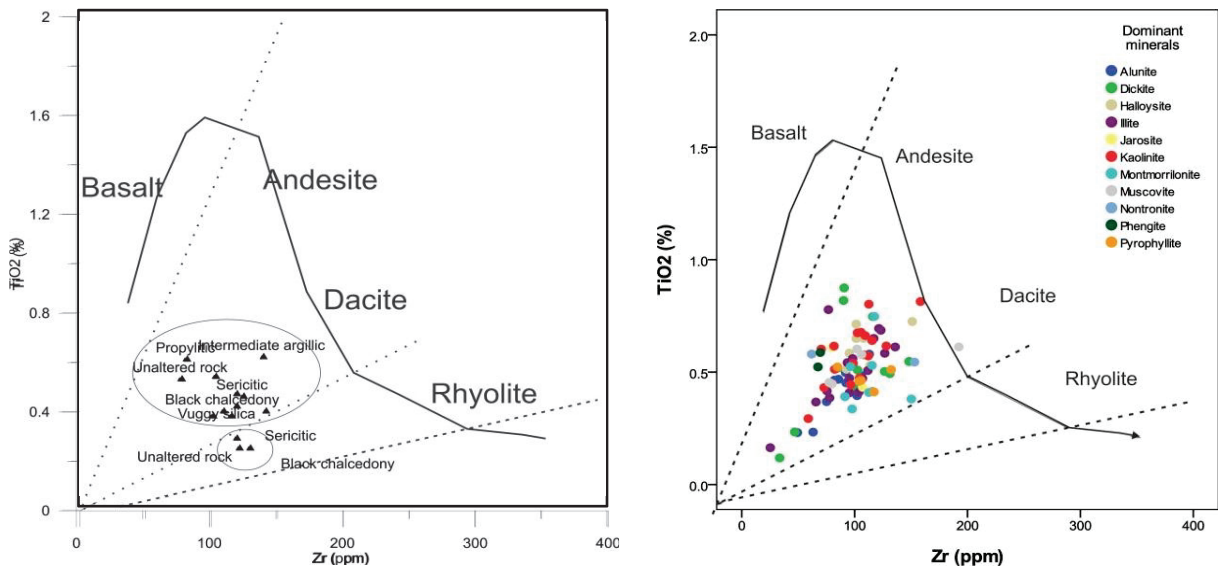 2
1.6
1.2
0.8
0.4
0
TiO2 (%)
Basalt
Andesite
Dacite
Rhyolite
Propylitic
Intermediate argillic
Unaltered rock
Sericitic
Black chalcedony
Vuggy silica
Sericitic
Unaltered rock
Black chalcedony
0
100
200
300
400
Zr (ppm)
2.0
1.5
1.0
0.5
0.0
TiO2 (%)
Basalt
Andesite
Dacite
Rhyolite
Dominant
minerals
Alunite
Dickite
Halloysite
Illite
Jarosite
Kaolinite
Montmorrilonite
Muscovite
Nontronite
Phengite
Pyrophyllite
0
100
200
300
400
Zr (ppm)